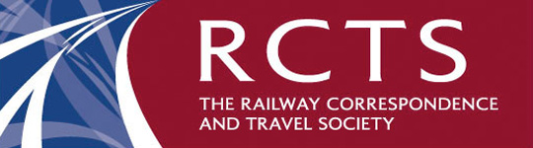 RCTS
THE RAILWAY CORRESPONDENCE
AND TRAVEL SOCIETY